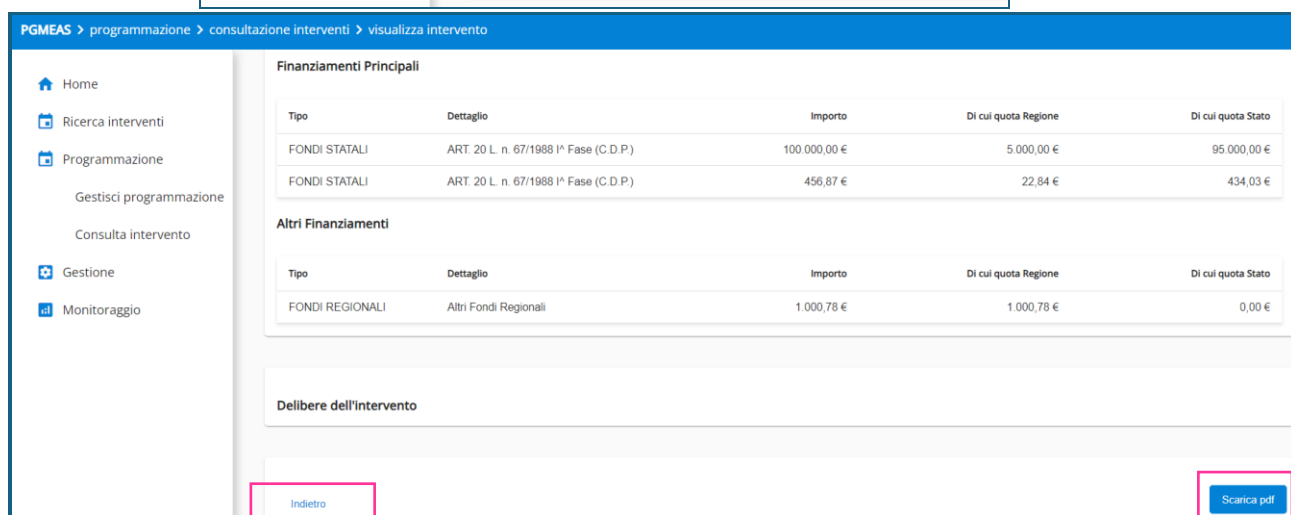 PGMEAS > programmazione > consultazione interventi > visualizza intervento
Home
Ricerca interventi
Programmazione
Gestisci programmazione
Consulta intervento
Gestione
Monitoraggio
Finanziamenti Principali
Tipo Dettaglio Importo Di cui quota Regione Di cui quota Stato
FONDI STATALI ART. 20 L. n. 67/1988 I^ Fase (C.D.P.) 100.000,00 € 5.000,00 € 95.000,00 €
FONDI STATALI ART. 20 L. n. 67/1988 I^ Fase (C.D.P.) 456,87 € 22,84 € 434,03 €
Altri Finanziamenti
Tipo Dettaglio Importo Di cui quota Regione Di cui quota Stato
FONDI REGIONALI Altri Fondi Regionali 1.000,78 € 1.000,78 € 0,00 €
Delibere dell'intervento
Indietro Scarica pdf